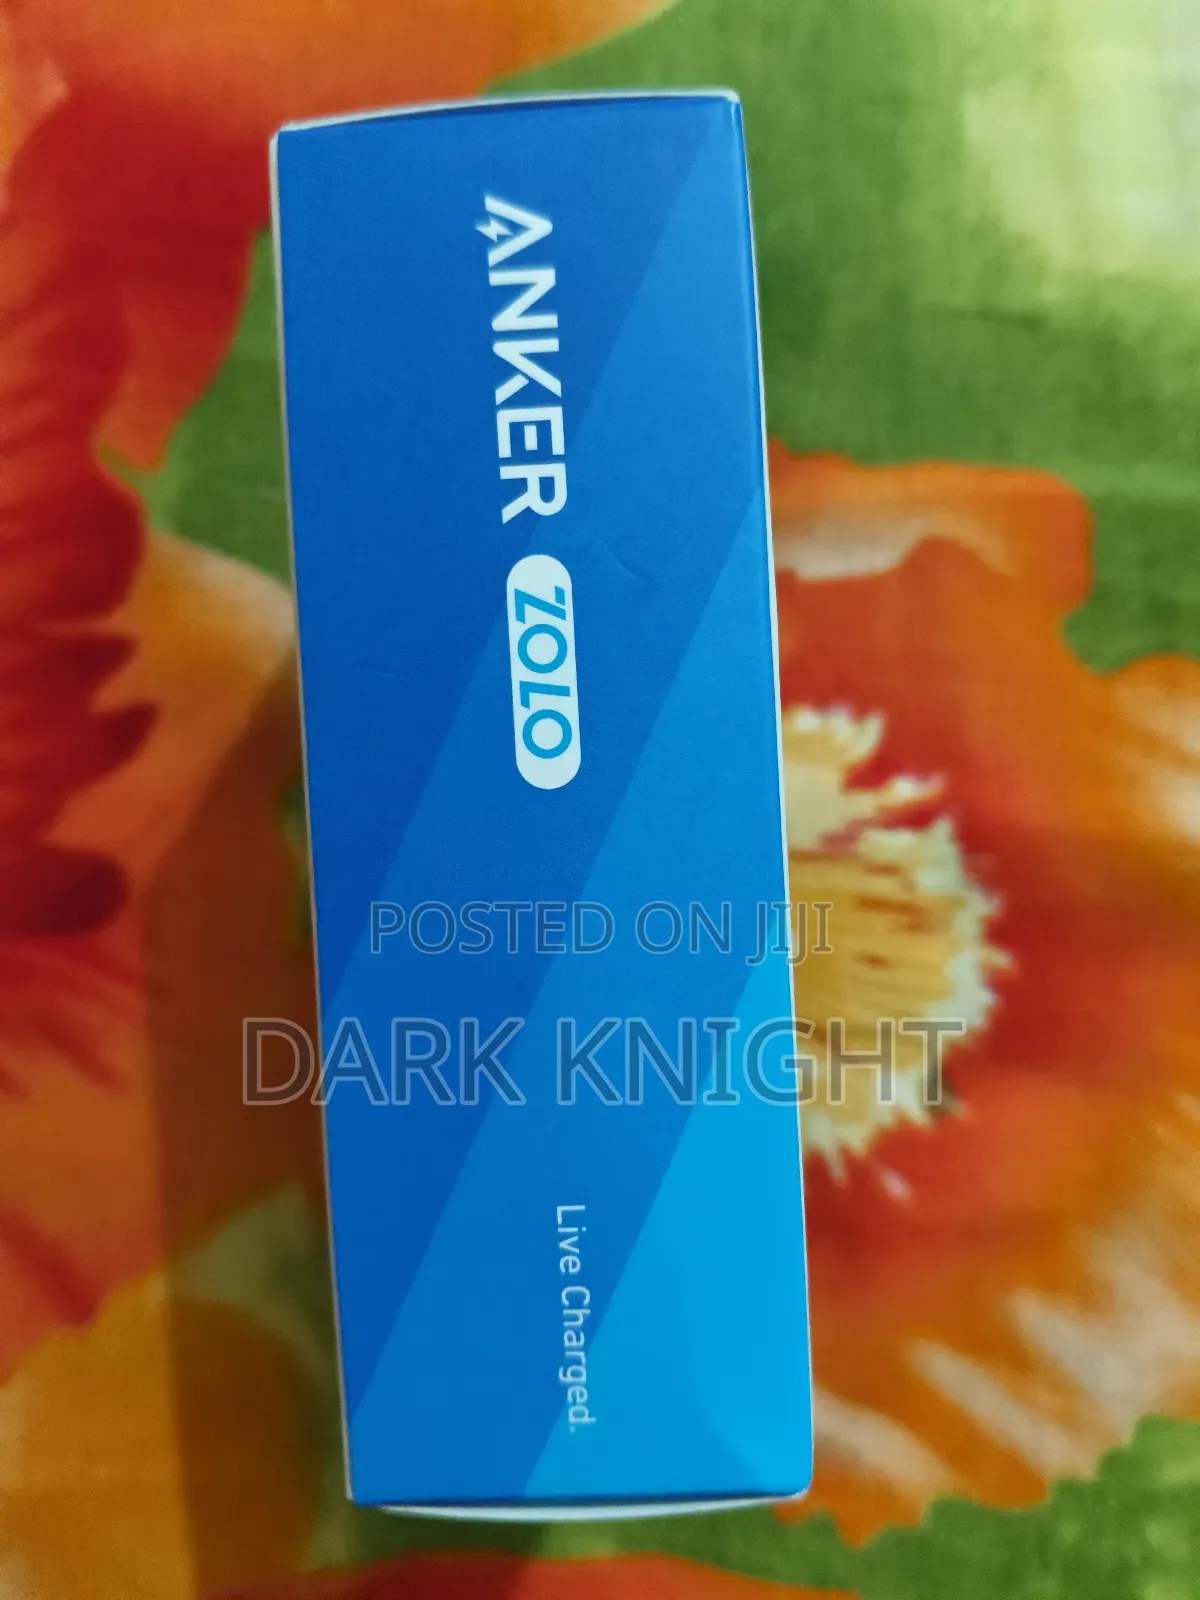 ANKER ZOLO
POSTED ON JIJI
DARK KNIGHT
Live Charged.